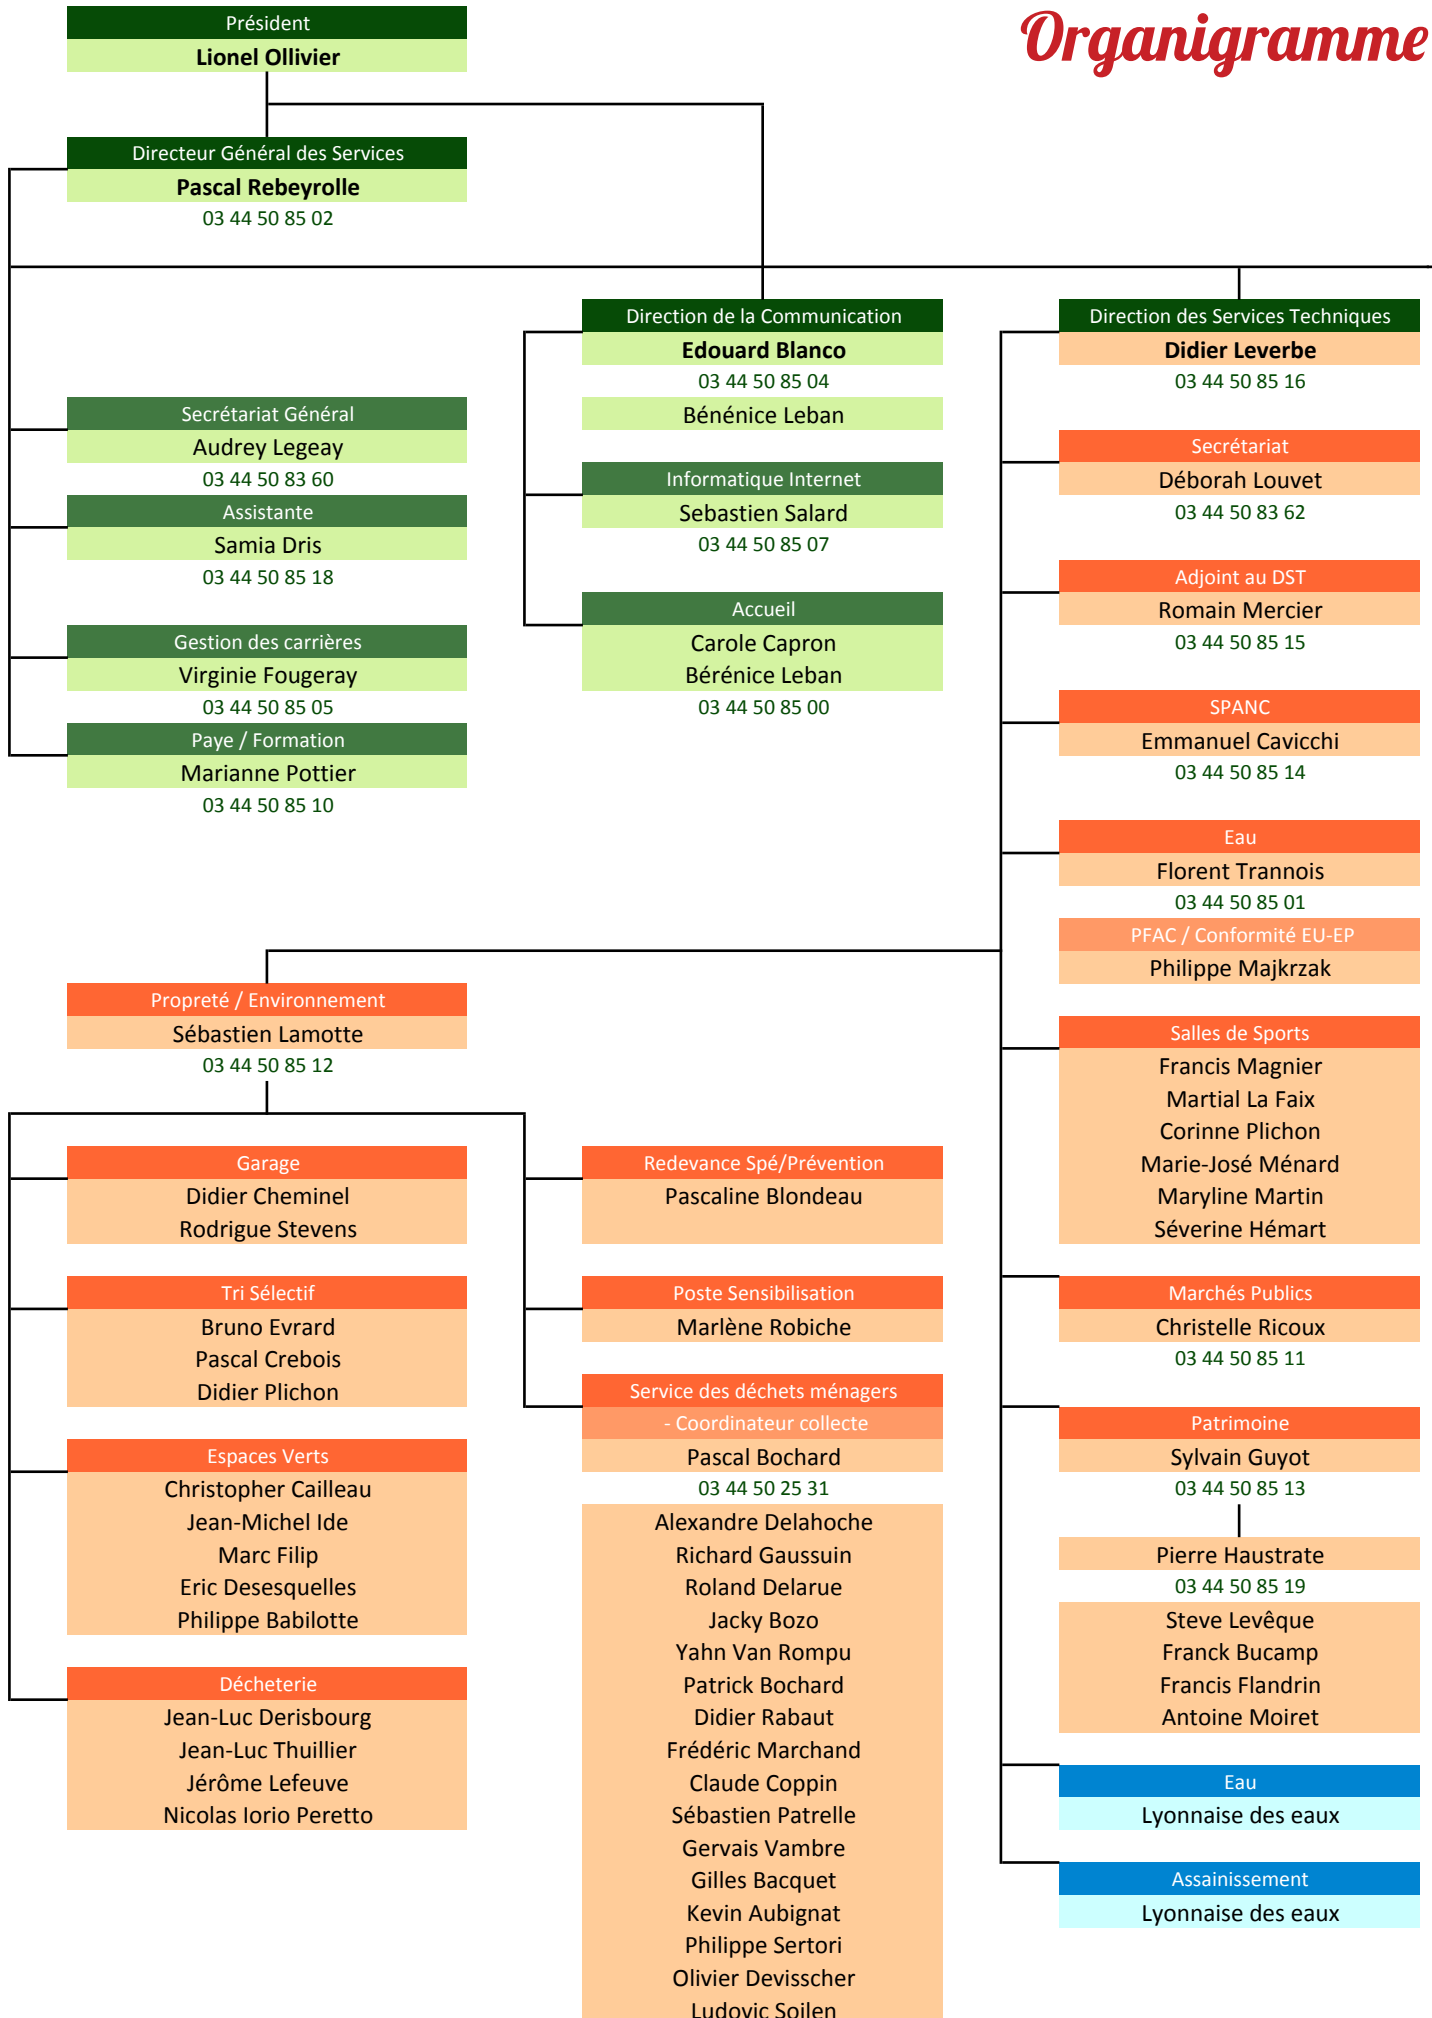 Organigramme
Président
Lionel Ollivier
Directeur Général des Services
Pascal Rebeyrolle
03 44 50 85 02
Secrétariat Général
Audrey Legeay
03 44 50 83 60
Assistante
Samia Dris
03 44 50 85 18
Gestion des carrières
Virginie Fougeray
03 44 50 85 05
Paye / Formation
Marianne Pottier
03 44 50 85 10
Direction de la Communication
Edouard Blanco
03 44 50 85 04
Bénénice Leban
Informatique Internet
Sebastien Salard
03 44 50 85 07
Accueil
Carole Capron
Bérénice Leban
03 44 50 85 00
Direction des Services Techniques
Didier Leverbe
03 44 50 85 16
Secrétariat
Déborah Louvet
03 44 50 83 62
Adjoint au DST
Romain Mercier
03 44 50 85 15
SPANC
Emmanuel Cavicchi
03 44 50 85 14
Eau
Florent Trannois
03 44 50 85 01
PFAC / Conformité EU-EP
Philippe Majkrzak
Salles de Sports
Francis Magnier
Martial La Faix
Corinne Plichon
Marie-José Ménard
Maryline Martin
Séverine Hémart
Marchés Publics
Christelle Ricoux
03 44 50 85 11
Patrimoine
Sylvain Guyot
03 44 50 85 13
Pierre Haustrate
03 44 50 85 19
Steve Levêque
Franck Bucamp
Francis Flandrin
Antoine Moiret
Eau
Lyonnaise des eaux
Assainissement
Lyonnaise des eaux
Propreté / Environnement
Sébastien Lamotte
03 44 50 85 12
Garage
Didier Cheminel
Rodrigue Stevens
Tri Sélectif
Bruno Evrard
Pascal Crebois
Didier Plichon
Espaces Verts
Christopher Cailleau
Jean-Michel Ide
Marc Filip
Eric Desesquelles
Philippe Babilotte
Décheterie
Jean-Luc Derisbourg
Jean-Luc Thuillier
Jérôme Lefeuve
Nicolas Iorio Peretto
Redevance Spé/Prévention
Pascaline Blondeau
Poste Sensibilisation
Marlène Robiche
Service des déchets ménagers
- Coordinateur collecte
Pascal Bochard
03 44 50 25 31
Alexandre Delahoche
Richard Gaussuin
Roland Delarue
Jacky Bozo
Yahn Van Rompu
Patrick Bochard
Didier Rabaut
Frédéric Marchand
Claude Coppin
Sébastien Patrelle
Gervais Vambre
Gilles Bacquet
Kevin Aubignat
Philippe Sertori
Olivier Devisscher
Ludovic Soilen